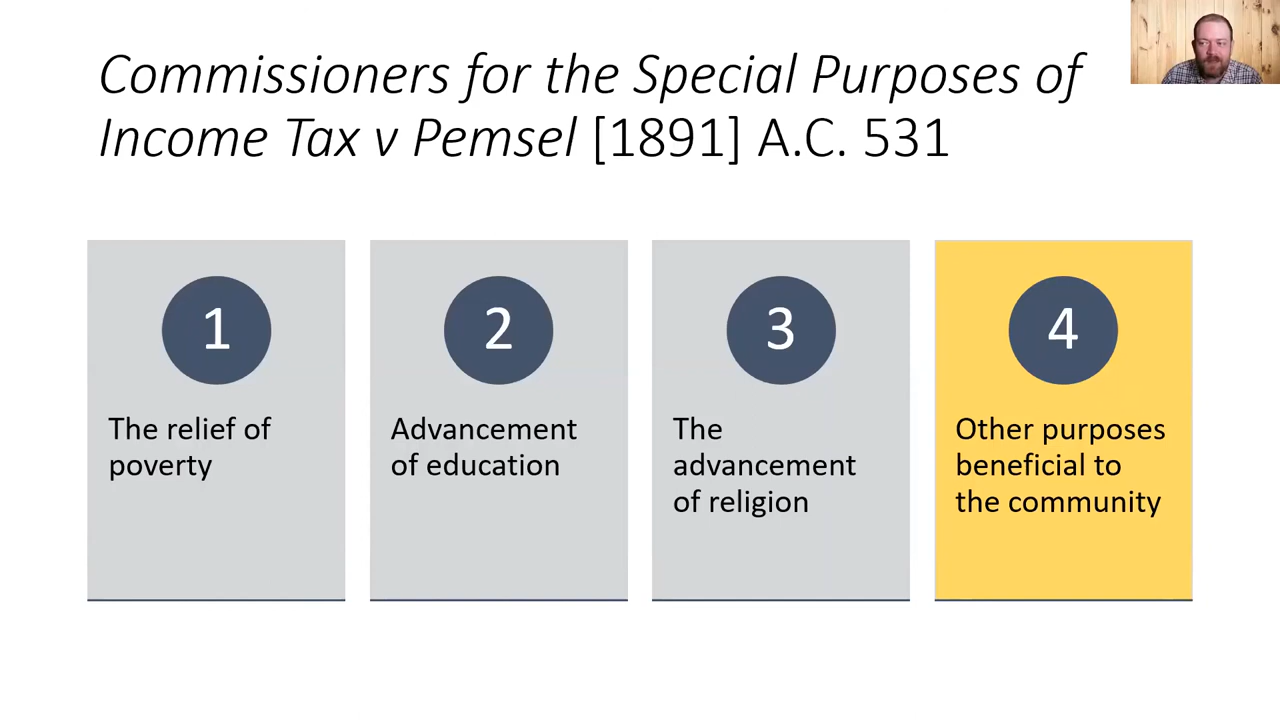 Commissioners for the Special Purposes of
Income Tax v Pemsel [1891] A.C. 531
1
The relief of
poverty
2
Advancement
of education
3
The
advancement
of religion
4
Other purposes
beneficial to
the community